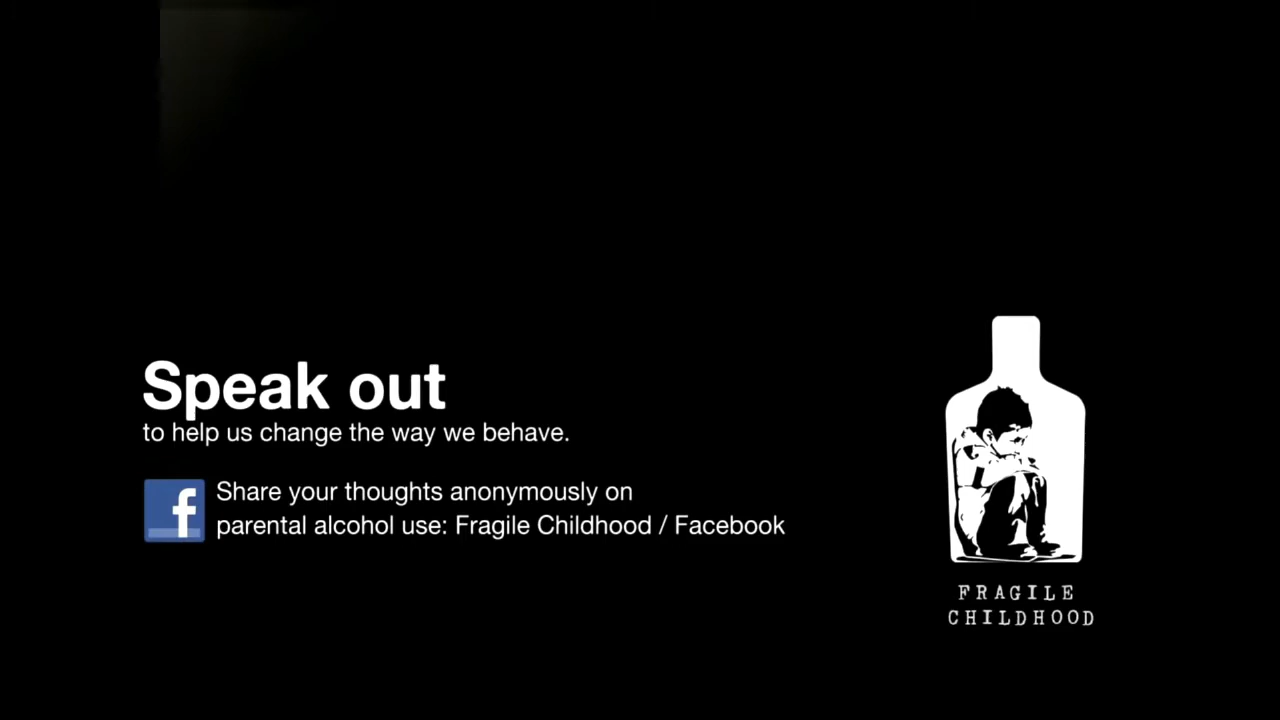 Speak out
to help us change the way we behave.
f
Share your thoughts anonymously on
parental alcohol use: Fragile Childhood / Facebook
FRAGILE
CHILDHOOD